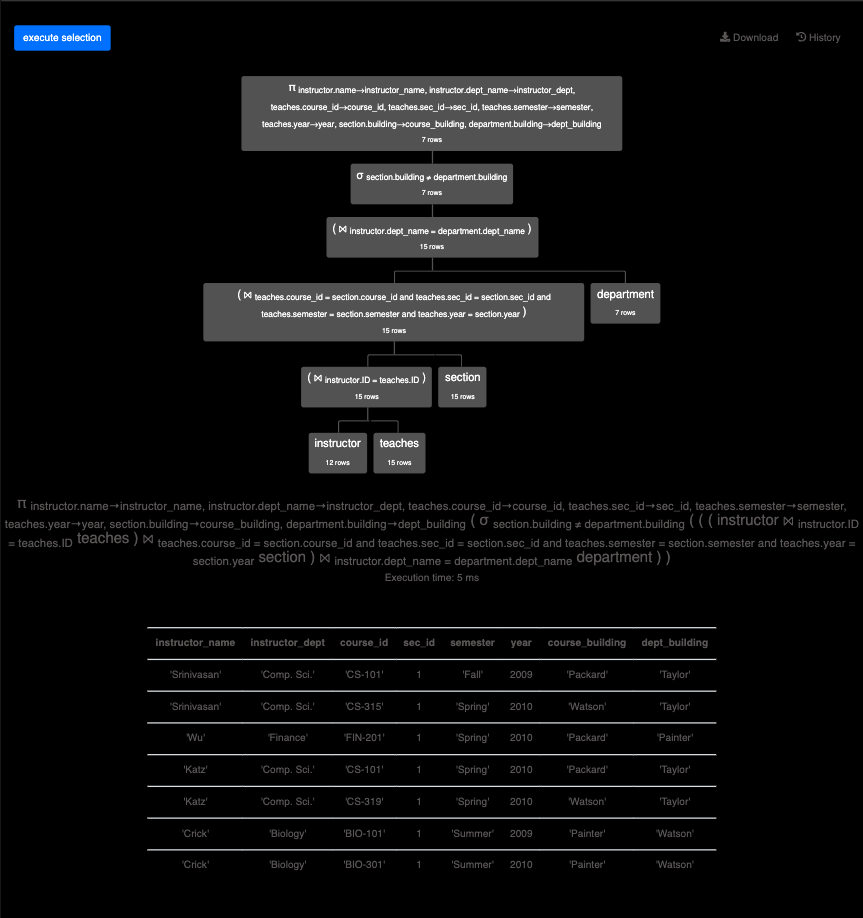 execute selection
Download History
π instructor.name→instructor_name, instructor.dept_name→instructor_dept,
teaches.course_id→course_id, teaches.sec_id→sec_id, teaches.semester→semester,
teaches.year→year, section.building→course_building, department.building→dept_building
7 rows
σ section.building ≠ department.building
7 rows
( ⋈ instructor.dept_name = department.dept_name )
15 rows
( ⋈ teaches.course_id = section.course_id and teaches.sec_id = section.sec_id and
teaches.semester = section.semester and teaches.year = section.year )
15 rows
department
7 rows
( ⋈ instructor.ID = teaches.ID )
15 rows
section
15 rows
instructor
12 rows
teaches
15 rows
π instructor.name→instructor_name, instructor.dept_name→instructor_dept, teaches.course_id→course_id, teaches.sec_id→sec_id, teaches.semester→semester,
teaches.year→year, section.building→course_building, department.building→dept_building ( σ section.building ≠ department.building ( ( ( instructor ⋈ instructor.ID
= teaches.ID teaches ) ⋈ teaches.course_id = section.course_id and teaches.sec_id = section.sec_id and teaches.semester = section.semester and teaches.year =
section.year section ) ⋈ instructor.dept_name = department.dept_name department ) )
Execution time: 5 ms
instructor_name instructor_dept course_id sec_id semester year course_building dept_building
'Srinivasan' 'Comp. Sci.' 'CS-101' 1 'Fall' 2009 'Packard' 'Taylor'
'Srinivasan' 'Comp. Sci.' 'CS-315' 1 'Spring' 2010 'Watson' 'Taylor'
'Wu' 'Finance' 'FIN-201' 1 'Spring' 2010 'Packard' 'Painter'
'Katz' 'Comp. Sci.' 'CS-101' 1 'Spring' 2010 'Packard' 'Taylor'
'Katz' 'Comp. Sci.' 'CS-319' 1 'Spring' 2010 'Watson' 'Taylor'
'Crick' 'Biology' 'BIO-101' 1 'Summer' 2009 'Painter' 'Watson'
'Crick' 'Biology' 'BIO-301' 1 'Summer' 2010 'Painter' 'Watson'